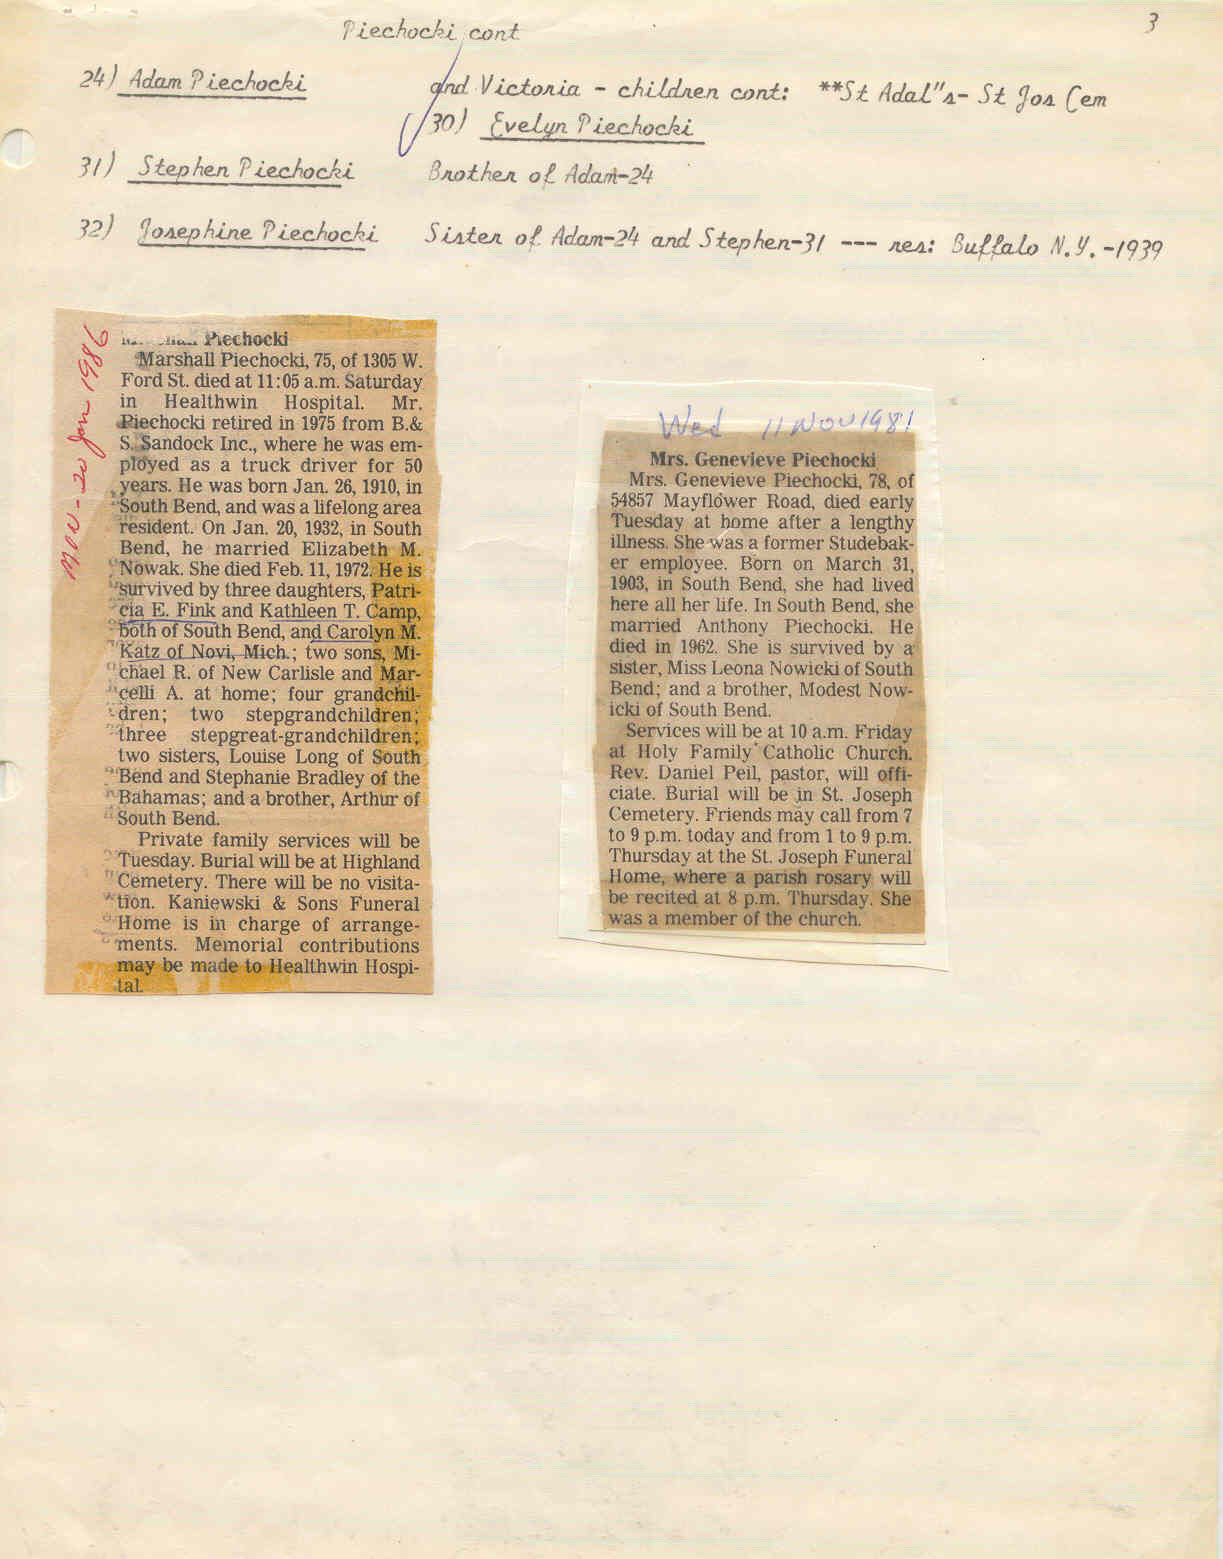 Piechocki cont
3
24) Adam Piechocki and Victoria - children cont: **St Adal"s- St Jos Cem
30) Evelyn Piechocki
31) Stephen Piechocki Brother of Adam-24
32) Josephine Piechocki Sister of Adam-24 and Stephen-31 --- res: Buffalo N.Y. -1939
MON - 20 Jan 1986
Piechocki
Marshall Piechocki, 75, of 1305 W.
Ford St. died at 11:05 a.m. Saturday
in Healthwin Hospital. Mr.
Piechocki retired in 1975 from B.&
S. Sandock Inc., where he was em-
ployed as a truck driver for 50
years. He was born Jan. 26, 1910, in
South Bend, and was a lifelong area
resident. On Jan. 20, 1932, in South
Bend, he married Elizabeth M.
Nowak. She died Feb. 11, 1972. He is
survived by three daughters, Patri-
cia E. Fink and Kathleen T. Camp,
both of South Bend, and Carolyn M.
Katz of Novi, Mich.; two sons, Mi-
chael R. of New Carlisle and Mar-
celli A. at home; four grandchil-
dren; two stepgrandchildren;
three stepgreat-grandchildren;
two sisters, Louise Long of South
Bend and Stephanie Bradley of the
Bahamas; and a brother, Arthur of
South Bend.
Private family services will be
Tuesday. Burial will be at Highland
Cemetery. There will be no visita-
tion. Kaniewski & Sons Funeral
Home is in charge of arrange-
ments. Memorial contributions
may be made to Healthwin Hospi-
tal.
Wed 11 NOV 1981
Mrs. Genevieve Piechocki
Mrs. Genevieve Piechocki, 78, of
54857 Mayflower Road, died early
Tuesday at home after a lengthy
illness. She was a former Studebak-
er employee. Born on March 31,
1903, in South Bend, she had lived
here all her life. In South Bend, she
married Anthony Piechocki. He
died in 1962. She is survived by a
sister, Miss Leona Nowicki of South
Bend; and a brother, Modest Now-
icki of South Bend.
Services will be at 10 a.m. Friday
at Holy Family Catholic Church.
Rev. Daniel Peil, pastor, will offi-
ciate. Burial will be in St. Joseph
Cemetery. Friends may call from 7
to 9 p.m. today and from 1 to 9 p.m.
Thursday at the St. Joseph Funeral
Home, where a parish rosary will
be recited at 8 p.m. Thursday. She
was a member of the church.